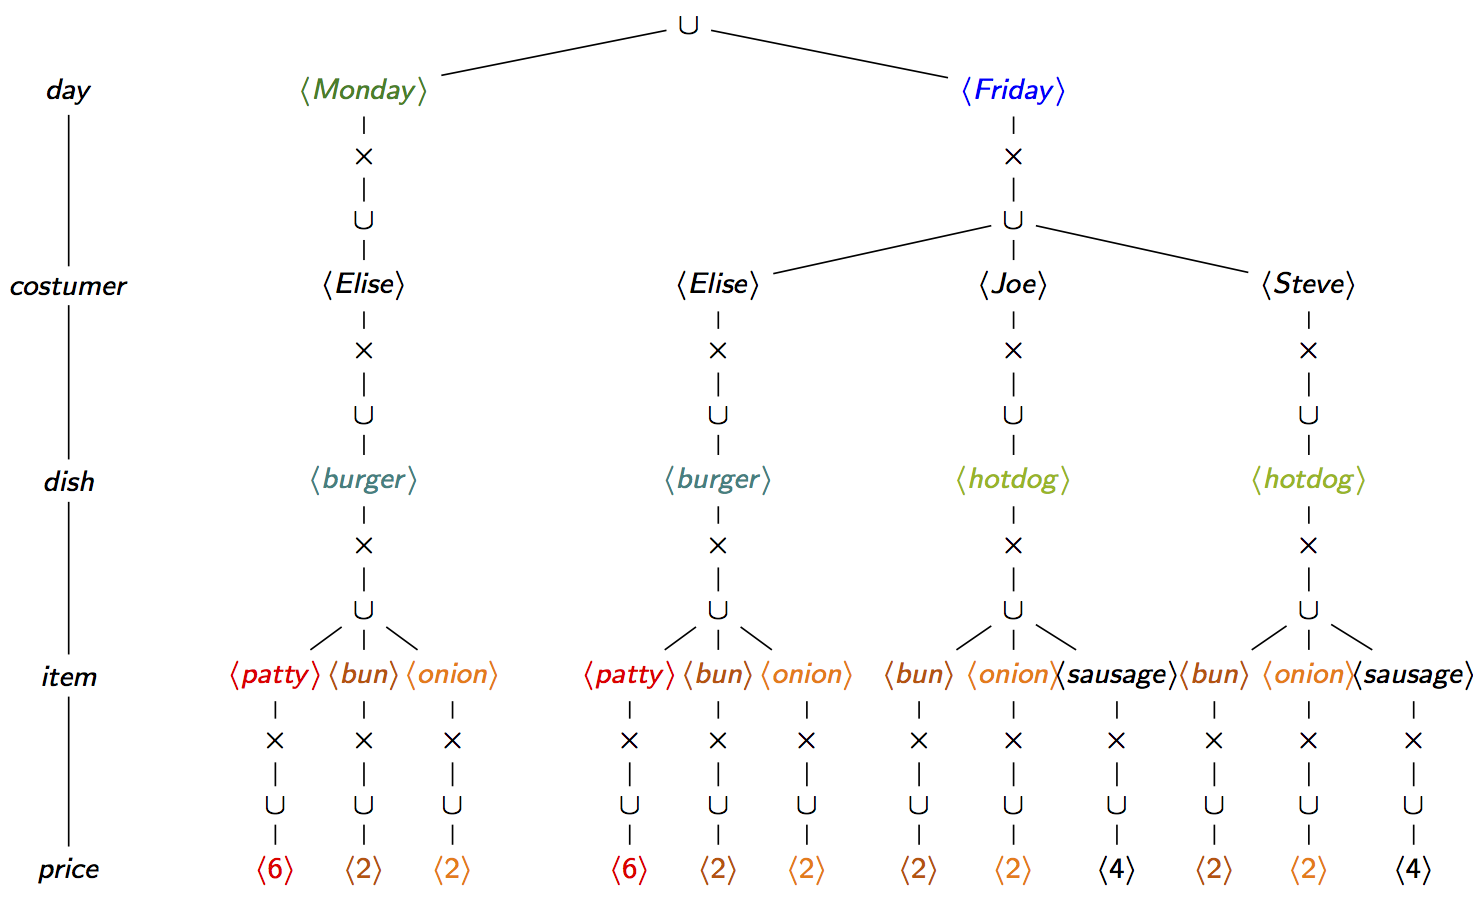 ∪
day ⟨Monday⟩ ⟨Friday⟩
× ×
∪ ∪
costumer ⟨Elise⟩ ⟨Elise⟩ ⟨Joe⟩ ⟨Steve⟩
× × × ×
∪ ∪ ∪ ∪
dish ⟨burger⟩ ⟨burger⟩ ⟨hotdog⟩ ⟨hotdog⟩
× × × ×
∪ ∪ ∪ ∪
item ⟨patty⟩ ⟨bun⟩ ⟨onion⟩ ⟨patty⟩ ⟨bun⟩ ⟨onion⟩ ⟨bun⟩ ⟨onion⟩ ⟨sausage⟩ ⟨bun⟩ ⟨onion⟩ ⟨sausage⟩
× × × × × × × × × × × ×
∪ ∪ ∪ ∪ ∪ ∪ ∪ ∪ ∪ ∪ ∪ ∪
price ⟨6⟩ ⟨2⟩ ⟨2⟩ ⟨6⟩ ⟨2⟩ ⟨2⟩ ⟨2⟩ ⟨2⟩ ⟨4⟩ ⟨2⟩ ⟨2⟩ ⟨4⟩